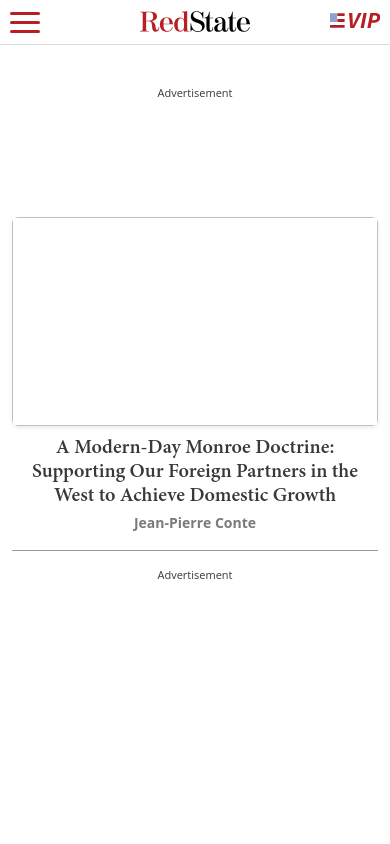 RedState
VIP
Advertisement
A Modern-Day Monroe Doctrine:
Supporting Our Foreign Partners in the
West to Achieve Domestic Growth
Jean-Pierre Conte
Advertisement